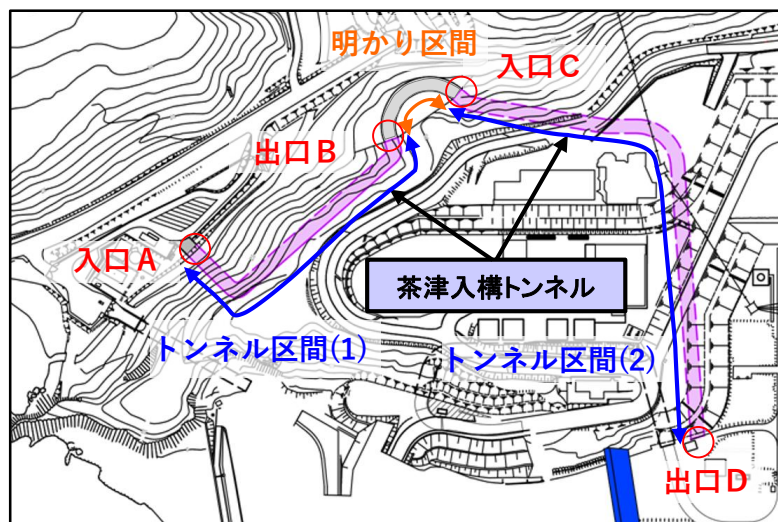 明かり区間
入口C
出口B
入口A
茶津入構トンネル
トンネル区間(1)
トンネル区間(2)
出口D